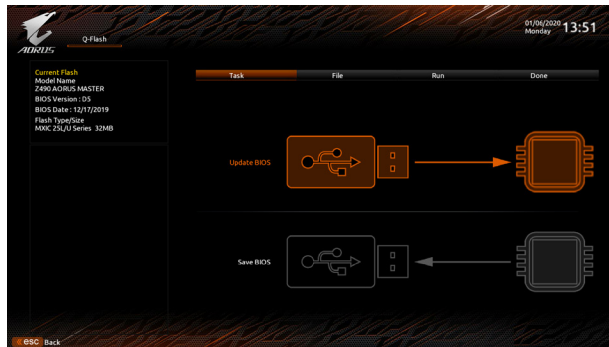 AORUS
Q-Flash
01/06/2020
Monday
13:51
Current Flash
Model Name
Z490 AORUS MASTER
BIOS Version : D5
BIOS Date : 12/17/2019
Flash Type/Size
MXIC 25L/U Series 32MB
Task File Run Done
Update BIOS
Save BIOS
esc Back